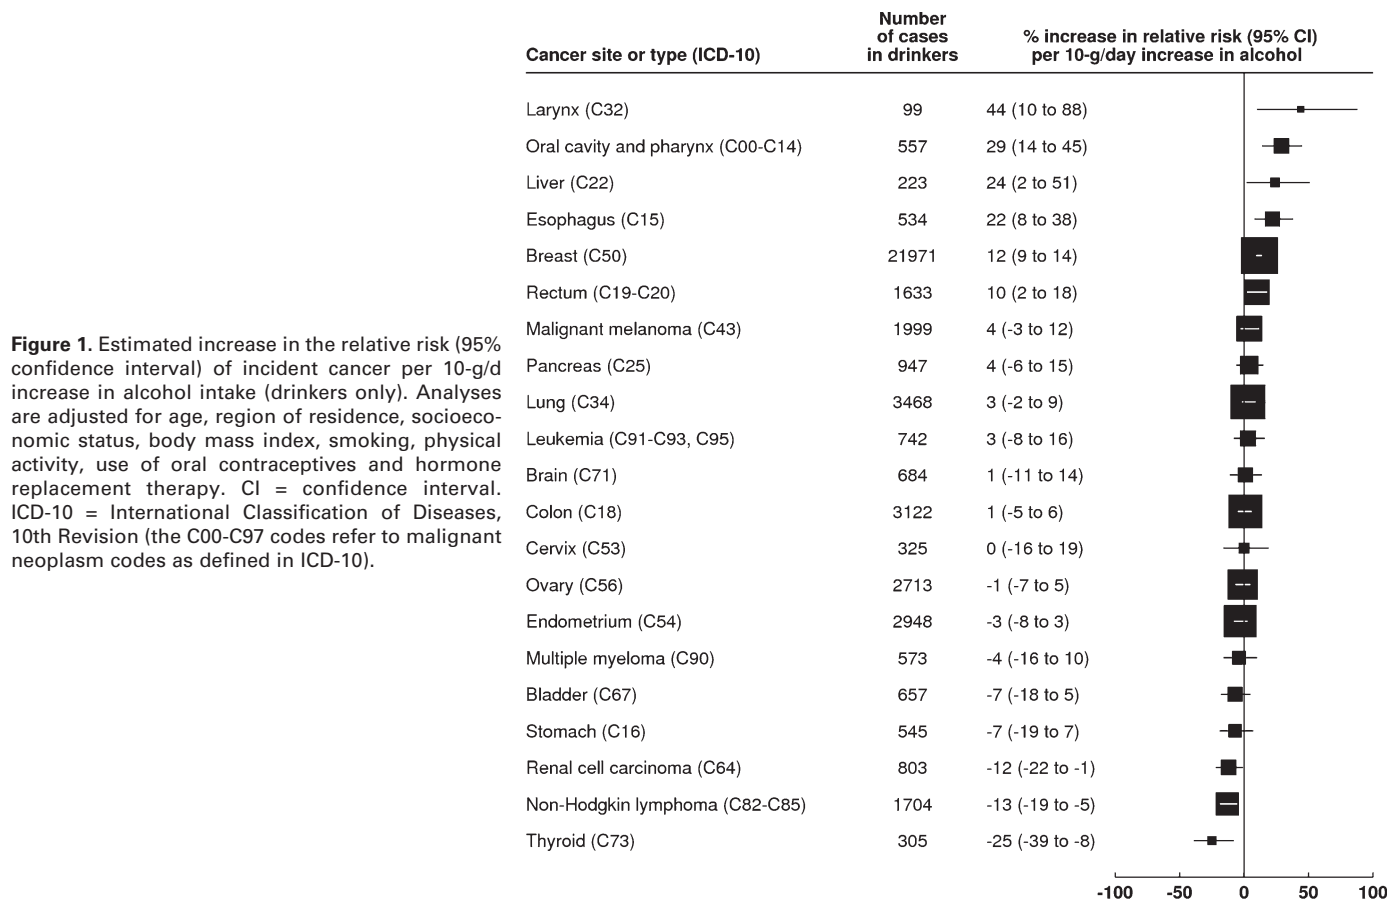 Number
of cases
in drinkers
% increase in relative risk (95% CI)
per 10-g/day increase in alcohol
Cancer site or type (ICD-10)
Larynx (C32) 99 44 (10 to 88)
Oral cavity and pharynx (C00-C14) 557 29 (14 to 45)
Liver (C22) 223 24 (2 to 51)
Esophagus (C15) 534 22 (8 to 38)
Breast (C50) 21971 12 (9 to 14)
Rectum (C19-C20) 1633 10 (2 to 18)
Malignant melanoma (C43) 1999 4 (-3 to 12)
Pancreas (C25) 947 4 (-6 to 15)
Lung (C34) 3468 3 (-2 to 9)
Leukemia (C91-C93, C95) 742 3 (-8 to 16)
Brain (C71) 684 1 (-11 to 14)
Colon (C18) 3122 1 (-5 to 6)
Cervix (C53) 325 0 (-16 to 19)
Ovary (C56) 2713 -1 (-7 to 5)
Endometrium (C54) 2948 -3 (-8 to 3)
Multiple myeloma (C90) 573 -4 (-16 to 10)
Bladder (C67) 657 -7 (-18 to 5)
Stomach (C16) 545 -7 (-19 to 7)
Renal cell carcinoma (C64) 803 -12 (-22 to -1)
Non-Hodgkin lymphoma (C82-C85) 1704 -13 (-19 to -5)
Thyroid (C73) 305 -25 (-39 to -8)
-100 -50 0 50 100
Figure 1. Estimated increase in the relative risk (95%
confidence interval) of incident cancer per 10-g/d
increase in alcohol intake (drinkers only). Analyses
are adjusted for age, region of residence, socioeco-
nomic status, body mass index, smoking, physical
activity, use of oral contraceptives and hormone
replacement therapy. CI = confidence interval.
ICD-10 = International Classification of Diseases,
10th Revision (the C00-C97 codes refer to malignant
neoplasm codes as defined in ICD-10).